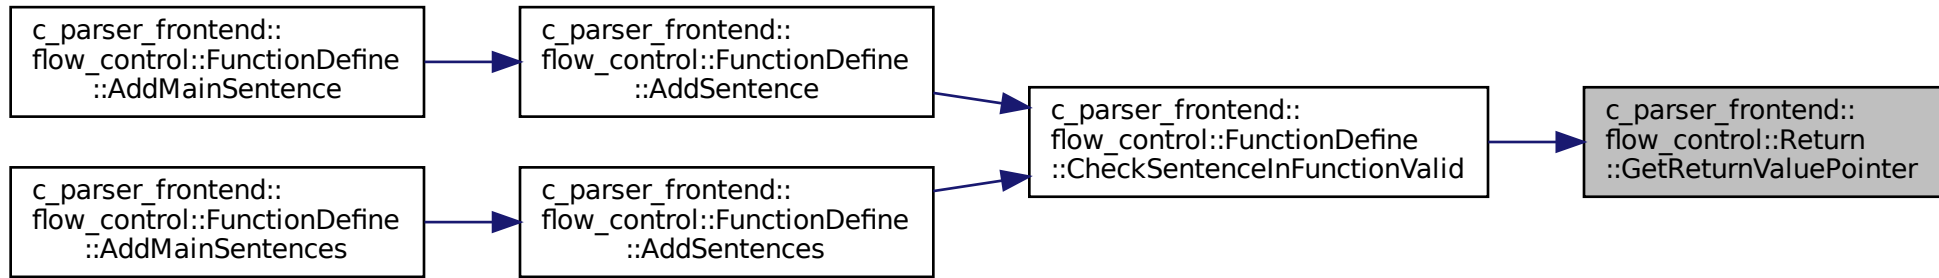 c_parser_frontend::
flow_control::FunctionDefine
::AddMainSentence
c_parser_frontend::
flow_control::FunctionDefine
::AddSentence
c_parser_frontend::
flow_control::FunctionDefine
::CheckSentenceInFunctionValid
c_parser_frontend::
flow_control::Return
::GetReturnValuePointer
c_parser_frontend::
flow_control::FunctionDefine
::AddMainSentences
c_parser_frontend::
flow_control::FunctionDefine
::AddSentences